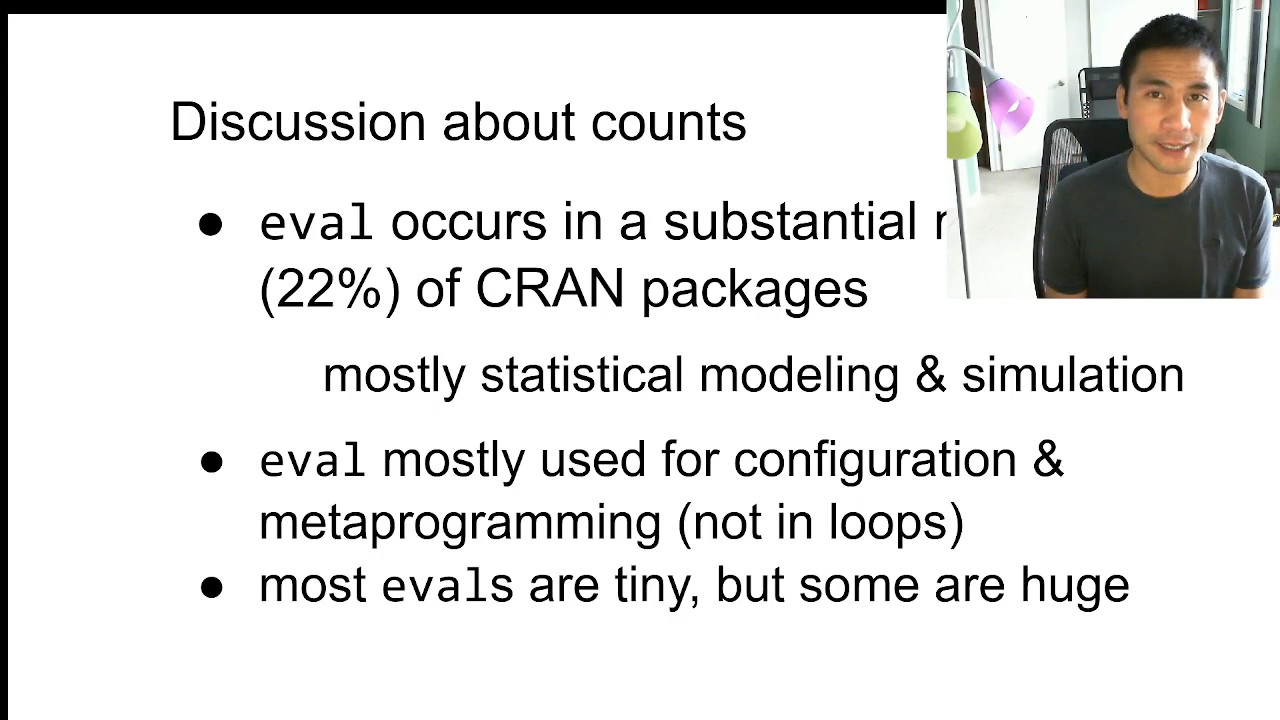 Discussion about counts
● eval occurs in a substantial
(22%) of CRAN packages
mostly statistical modeling & simulation
● eval mostly used for configuration &
metaprogramming (not in loops)
● most evals are tiny, but some are huge